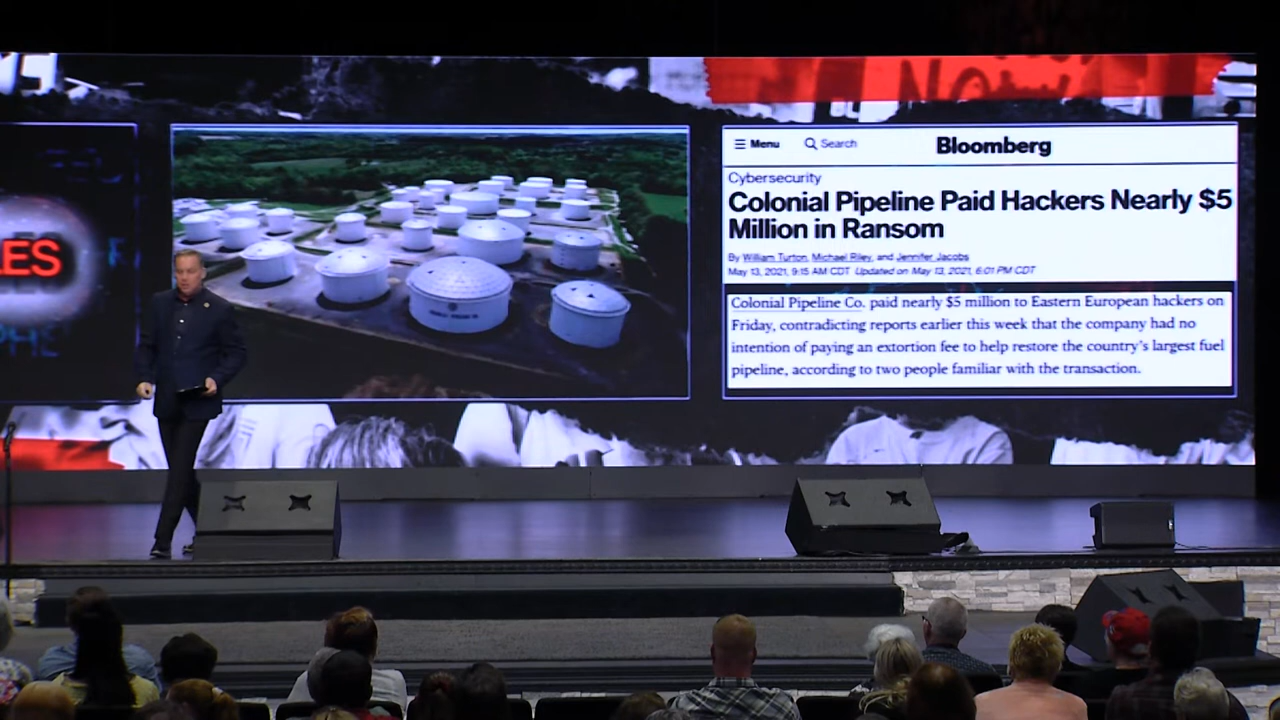 NOW
LES
Menu
Search
Bloomberg
Cybersecurity
Colonial Pipeline Paid Hackers Nearly $5
Million in Ransom
By William Turton, Michael Riley, and Jennifer Jacobs
May 13, 2021, 9:15 AM CDT Updated on May 13, 2021, 6:01 PM CDT
Colonial Pipeline Co. paid nearly $5 million to Eastern European hackers on
Friday, contradicting reports earlier this week that the company had no
intention of paying an extortion fee to help restore the country's largest fuel
pipeline, according to two people familiar with the transaction.